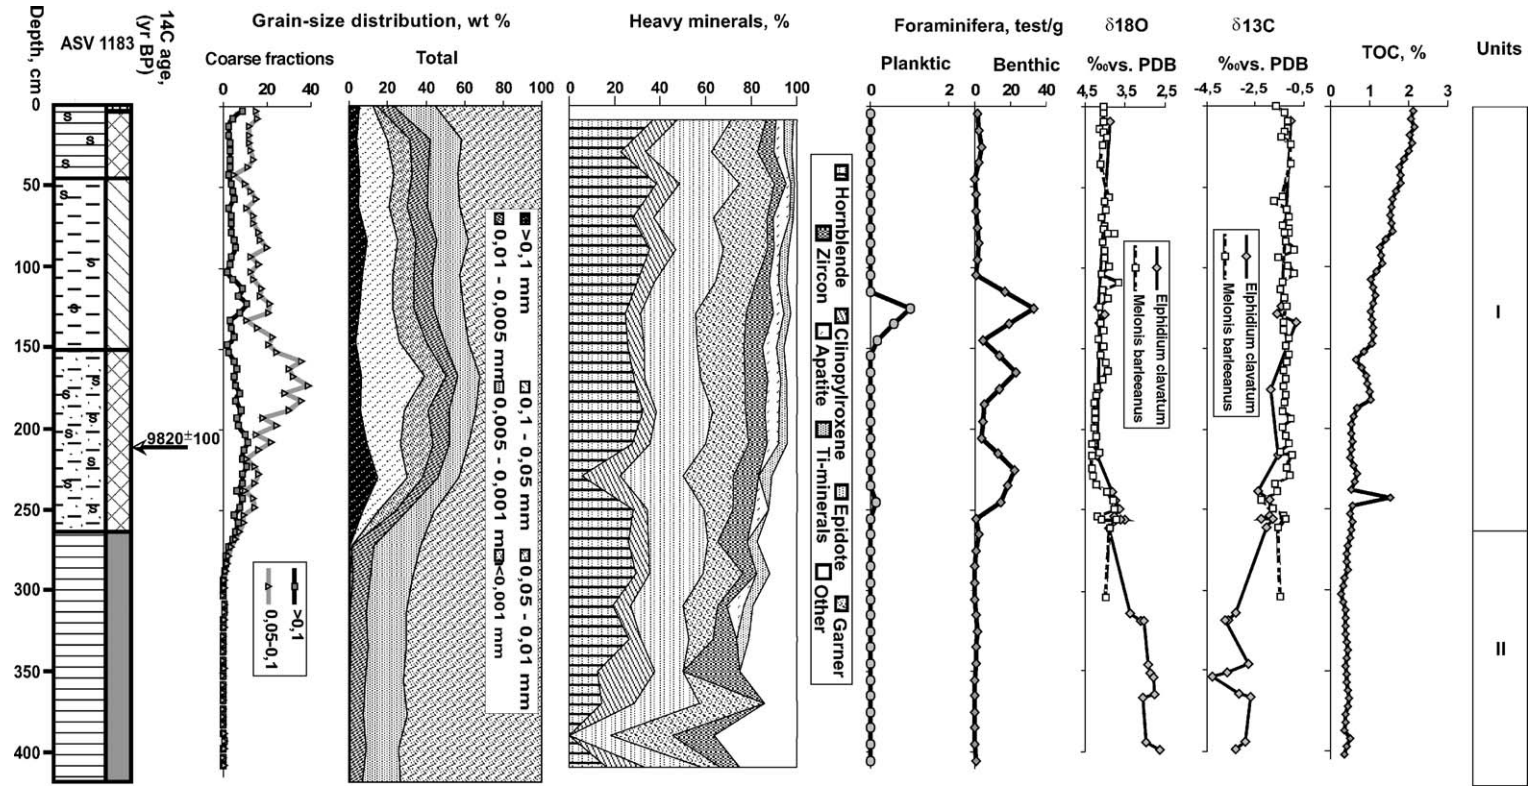 Depth, cm
ASV 1183
14C age,
(yr BP)
Grain-size distribution, wt %
Coarse fractions
Total
Heavy minerals, %
Foraminifera, test/g
Planktic
Benthic
δ18O
‰vs. PDB
δ13C
‰vs. PDB
TOC, %
Units
0
50
100
150
200
250
300
350
400
S
S
S
S
S
ф
S
S
S
S
S
S
9820±100
0 20 40
0 20 40 60 80 100
0 20 40 60 80 100
0 1 2
0 20 40
4,5 3,5 2,5
-4,5 -2,5 -0,5
0 1 2 3
>0,1
0,05-0,1
>0,1 mm
0,1 - 0,05 mm
0,05 - 0,01 mm
0,01 - 0,005 mm
0,005 - 0,001 m
<0,001 mm
Hornblende
Clinopylroxene
Epidote
Garner
Zircon
Apatite
Ti-minerals
Other
Elphidium clavatum
Melonis barleeanus
Elphidium clavatum
Melonis barleeanus
I
II